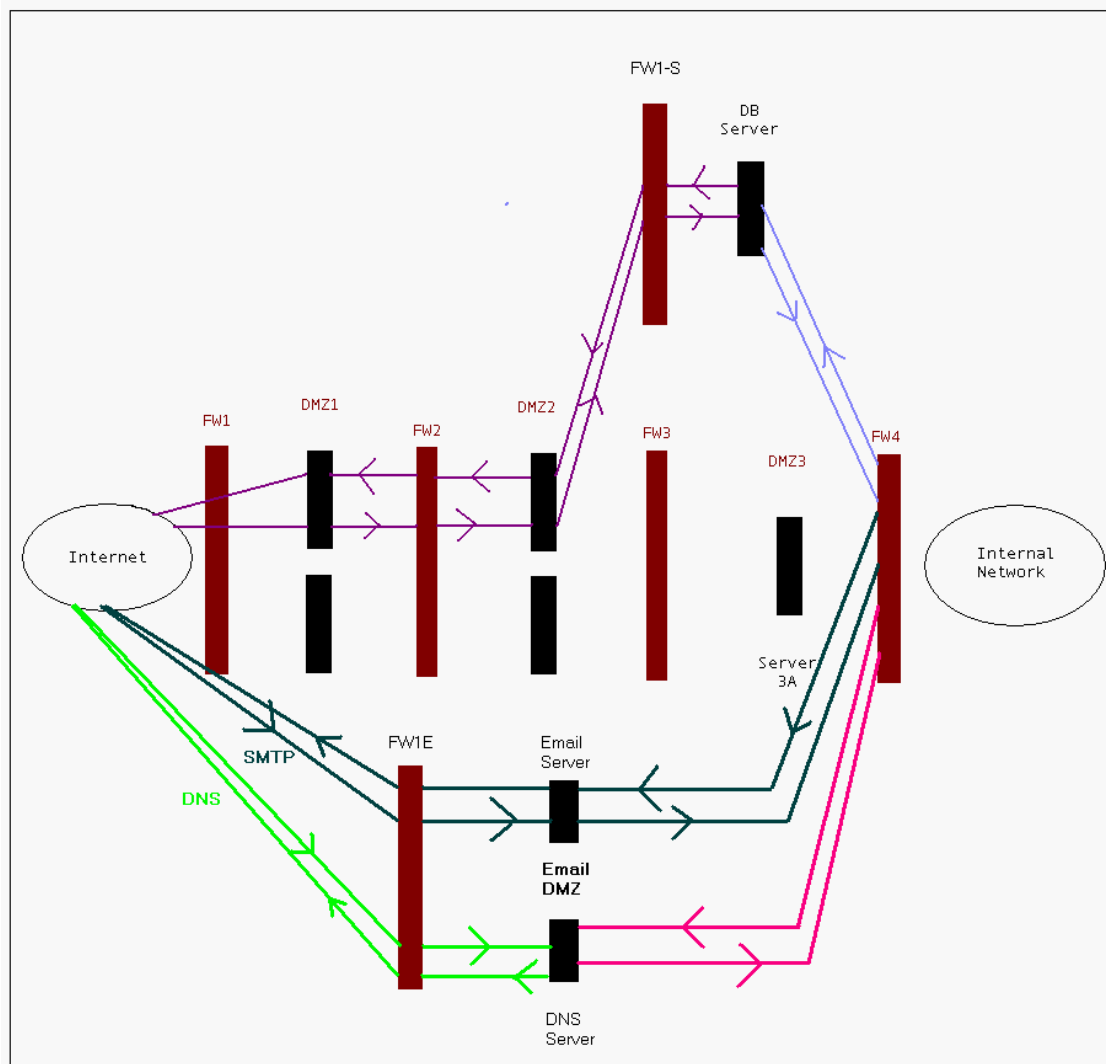 FW1-S
DB
Server
DMZ1
DMZ2
FW1
FW2
FW3
FW4
DMZ3
Internet
Internal
Network
Server
3A
FW1E
Email
Server
SMTP
DNS
Email
DMZ
DNS
Server